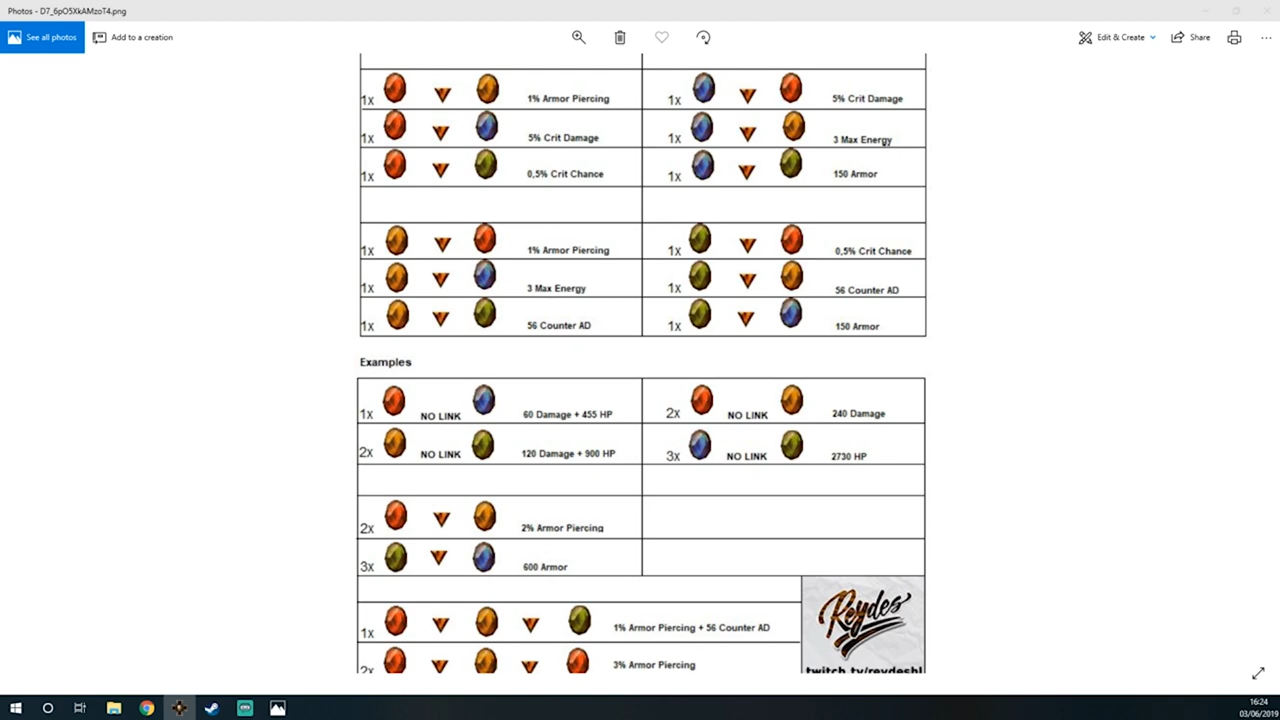 Photos - D7_6pO5XkAMzoT4.png
See all photos Add to a creation Edit & Create Share
1x 1% Armor Piercing 1x 5% Crit Damage
1x 5% Crit Damage 1x 3 Max Energy
1x 0,5% Crit Chance 1x 150 Armor
1x 1% Armor Piercing 1x 0,5% Crit Chance
1x 3 Max Energy 1x 56 Counter AD
1x 56 Counter AD 1x 150 Armor
Examples
1x NO LINK 60 Damage + 455 HP 2x NO LINK 240 Damage
2x NO LINK 120 Damage + 900 HP 3x NO LINK 2730 HP
2x 2% Armor Piercing
3x 600 Armor
Reydes
1x 1% Armor Piercing + 56 Counter AD
2x 3% Armor Piercing
twitch.tv/reydesbl
16:24
03/06/2019